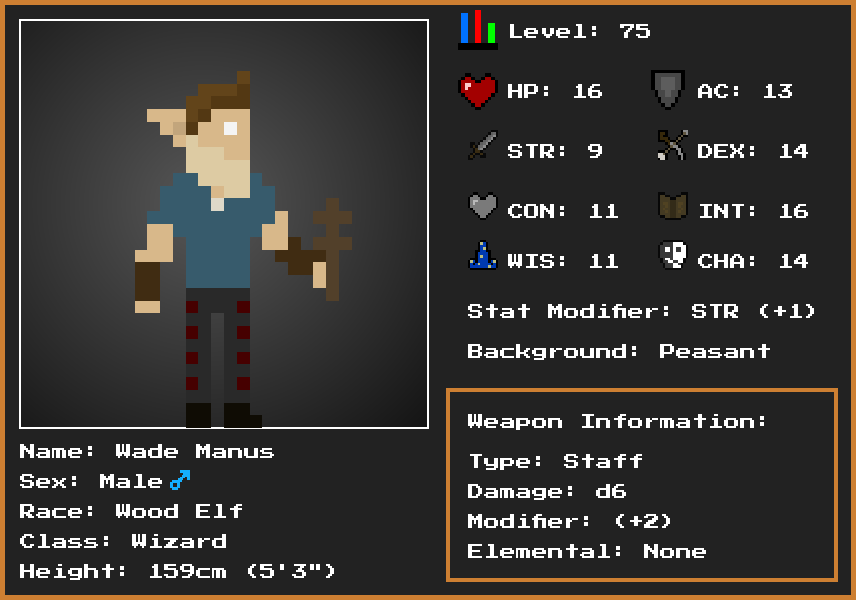 Level: 75
HP: 16
AC: 13
STR: 9
DEX: 14
CON: 11
INT: 16
WIS: 11
CHA: 14
Stat Modifier: STR (+1)
Background: Peasant
Weapon Information:
Type: Staff
Damage: d6
Modifier: (+2)
Elemental: None
Name: Wade Manus
Sex: Male ♂
Race: Wood Elf
Class: Wizard
Height: 159cm (5'3")